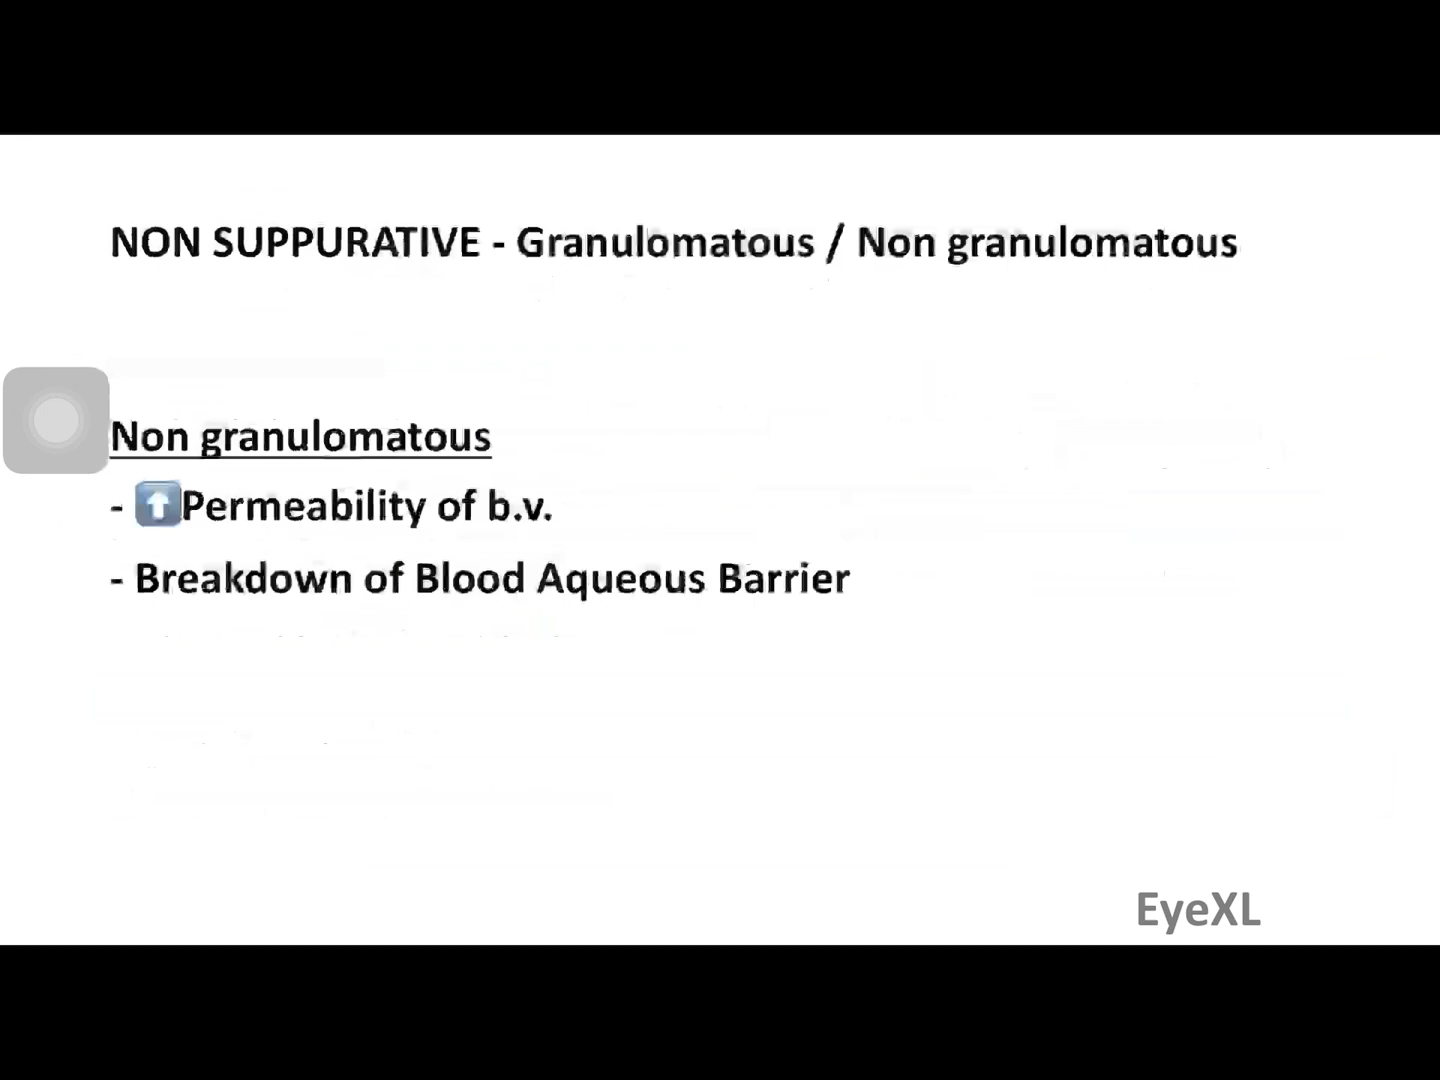 NON SUPPURATIVE - Granulomatous / Non granulomatous
Non granulomatous
- ⬆️Permeability of b.v.
- Breakdown of Blood Aqueous Barrier
EyeXL